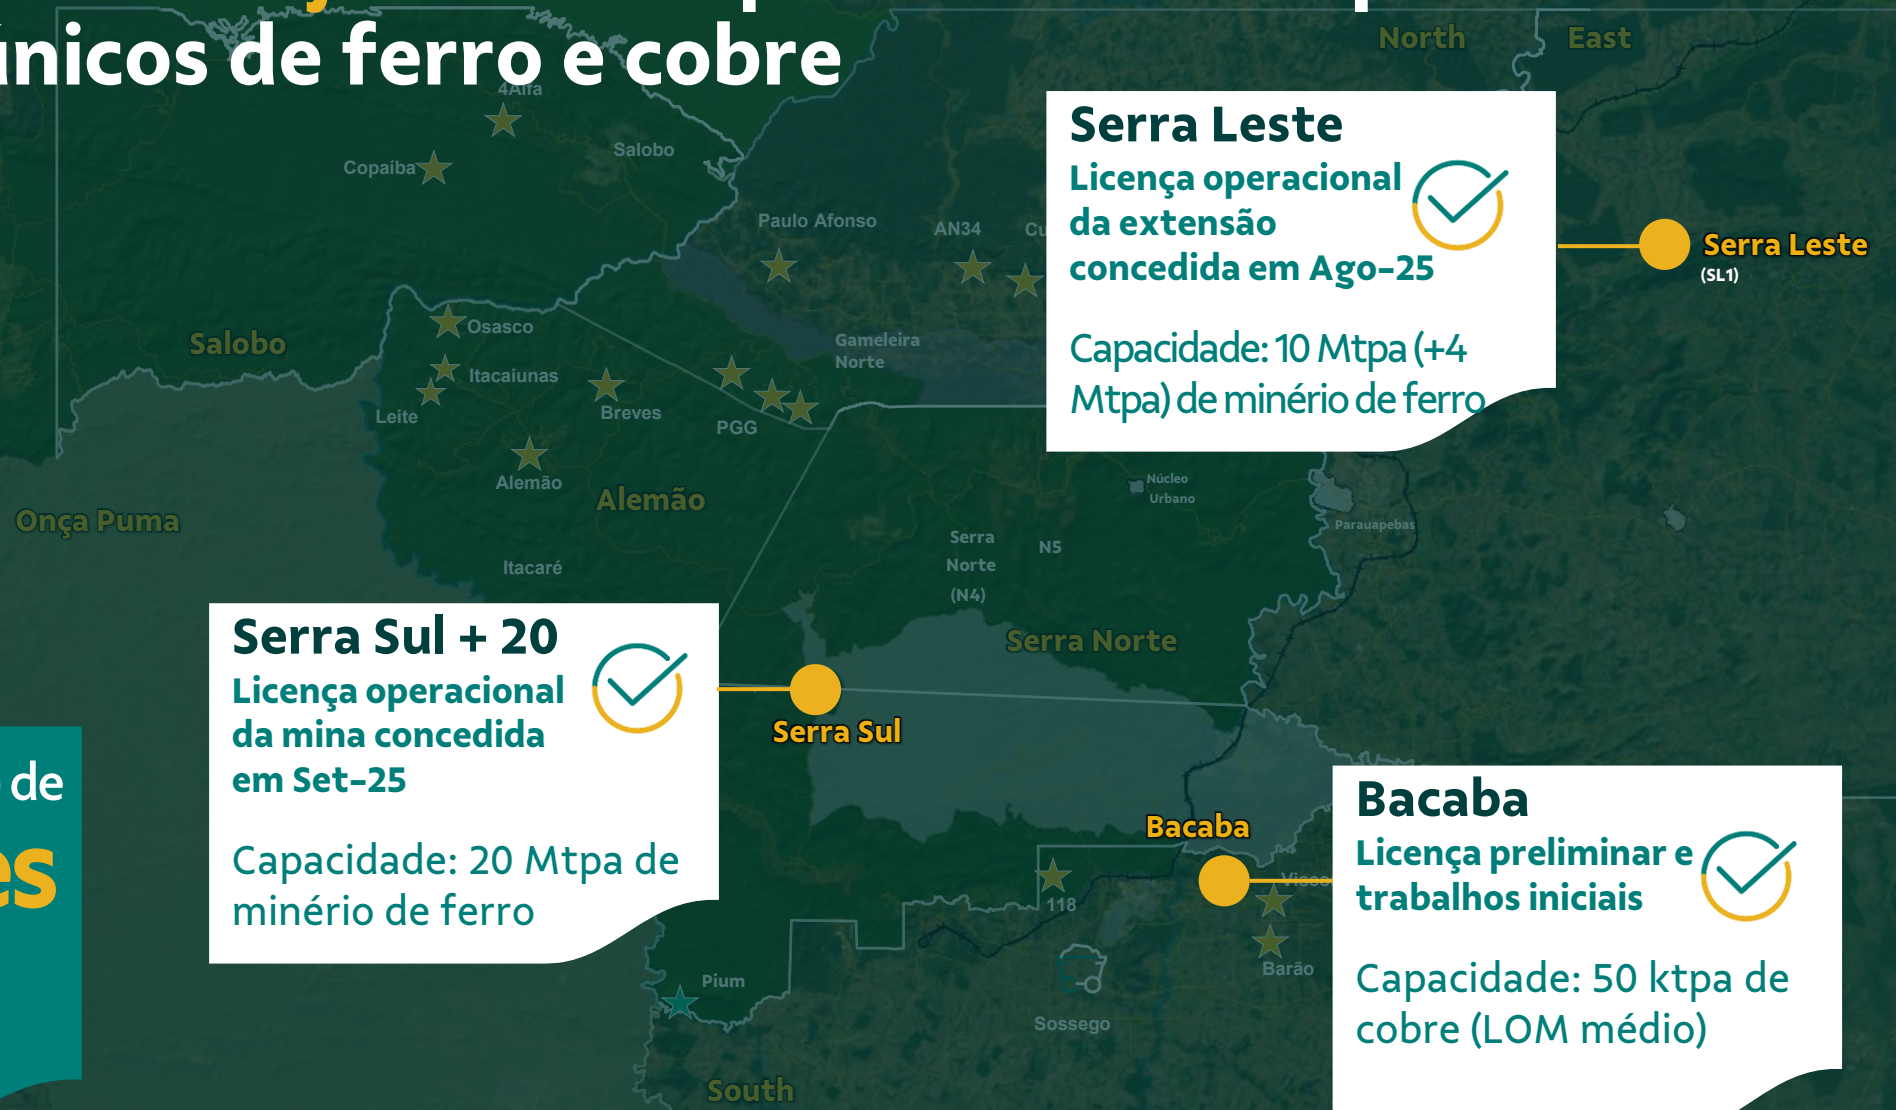 únicos de ferro e cobre
North
East
4Alfa
Copaíba
Salobo
Paulo Afonso
AN34
Serra Leste
Licença operacional
da extensão
concedida em Ago-25
Capacidade: 10 Mtpa (+4
Mtpa) de minério de ferro
Serra Leste
(SL1)
Salobo
Osasco
Itacaiunas
Leite
Breves
PGG
Gameleira
Norte
Alemão
Alemão
Onça Puma
Itacaré
Núcleo
Urbano
Parauapebas
Serra
Norte
(N4)
N5
Serra Norte
Serra Sul + 20
Licença operacional
da mina concedida
em Set-25
Capacidade: 20 Mtpa de
minério de ferro
Serra Sul
de
Bacaba
118
Barão
Bacaba
Licença preliminar e
trabalhos iniciais
Capacidade: 50 ktpa de
cobre (LOM médio)
Pium
Sossego
South